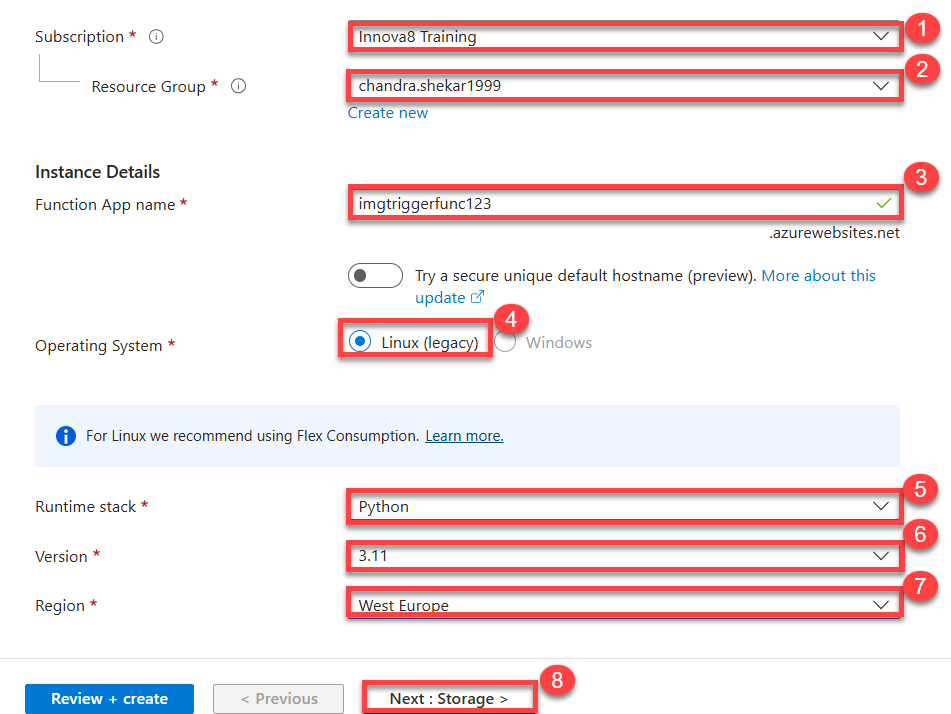 Subscription *
Innova8 Training
1
Resource Group *
chandra.shekar1999
2
Create new
Instance Details
3
Function App name *
imgtriggerfunc123
.azurewebsites.net
Try a secure unique default hostname (preview). More about this
update
4
Operating System *
Linux (legacy)
Windows
For Linux we recommend using Flex Consumption. Learn more.
5
Runtime stack *
Python
6
Version *
3.11
7
Region *
West Europe
8
Review + create
< Previous
Next : Storage >